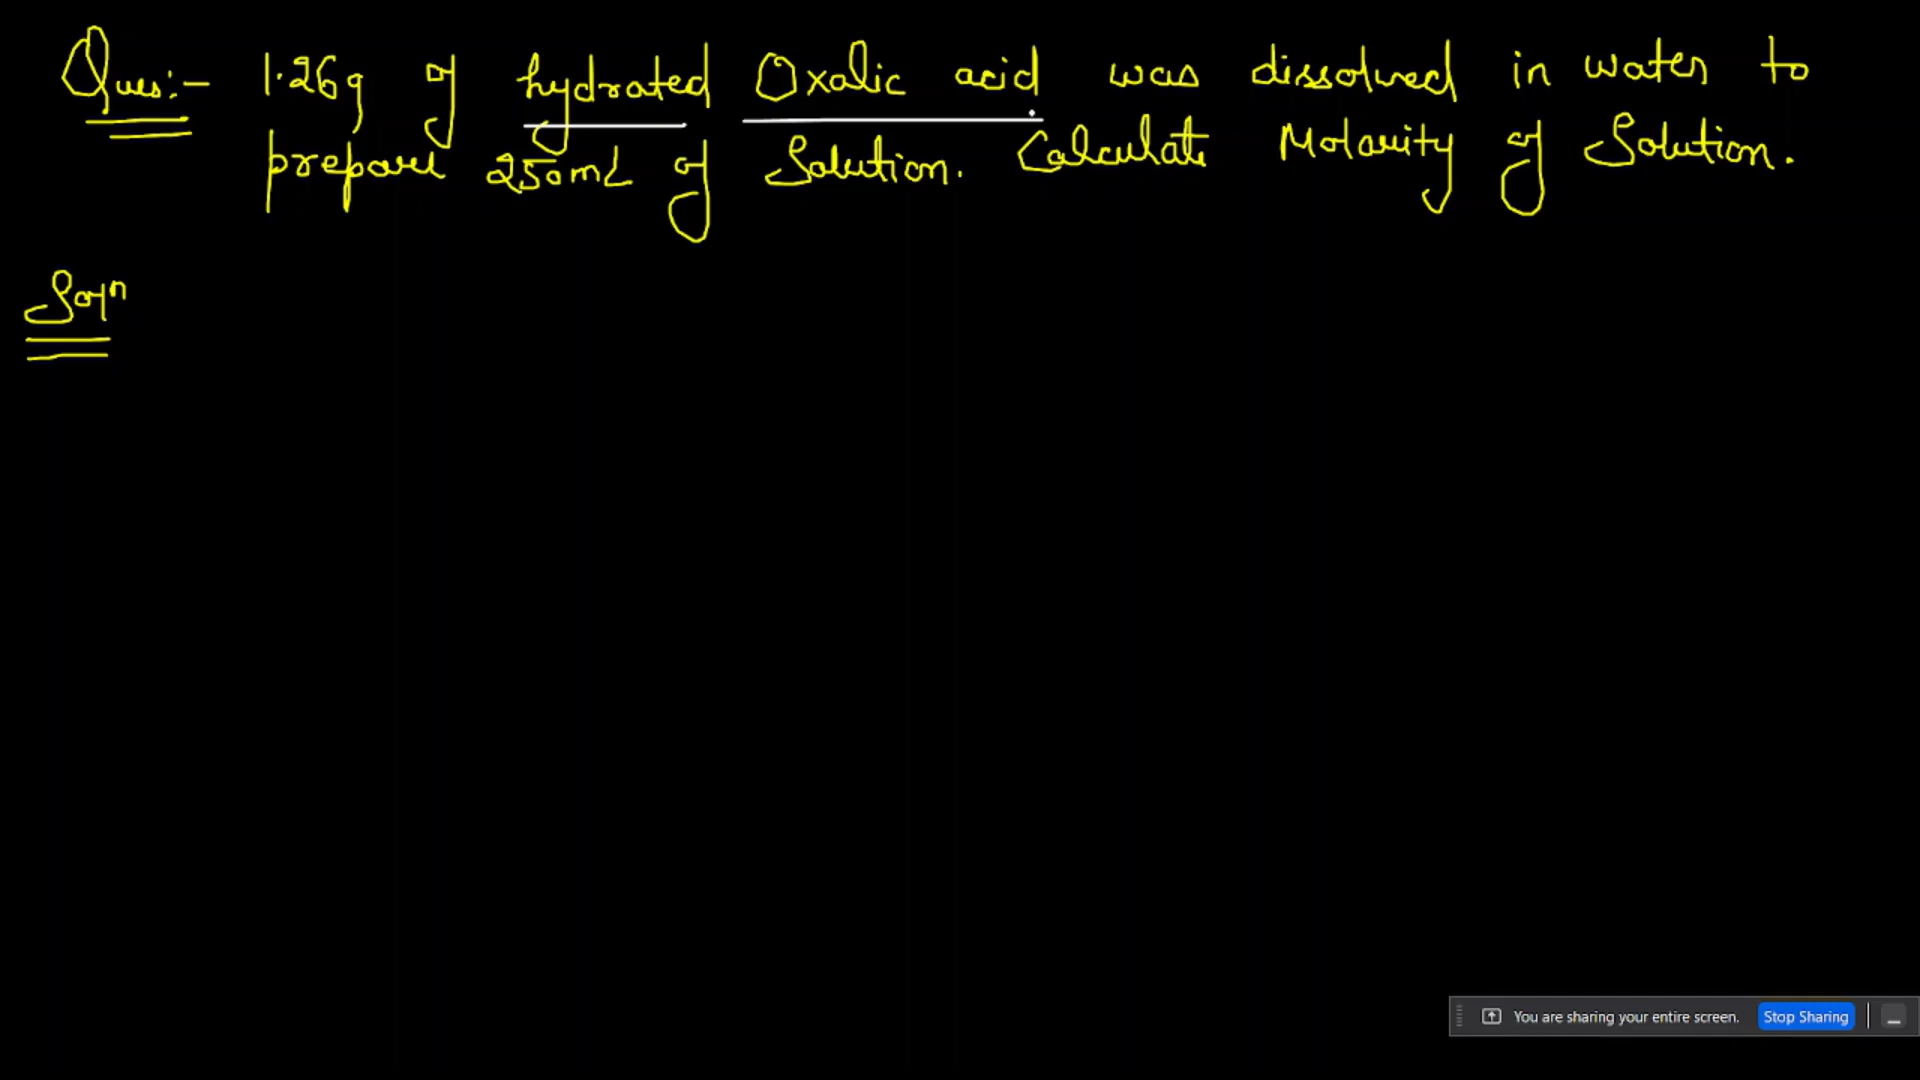 Ques:- 1.26g of hydrated Oxalic acid was dissolved in water to
prepare 250mL of Solution. Calculate Molarity of Solution.
Solⁿ
You are sharing your entire screen. Stop Sharing